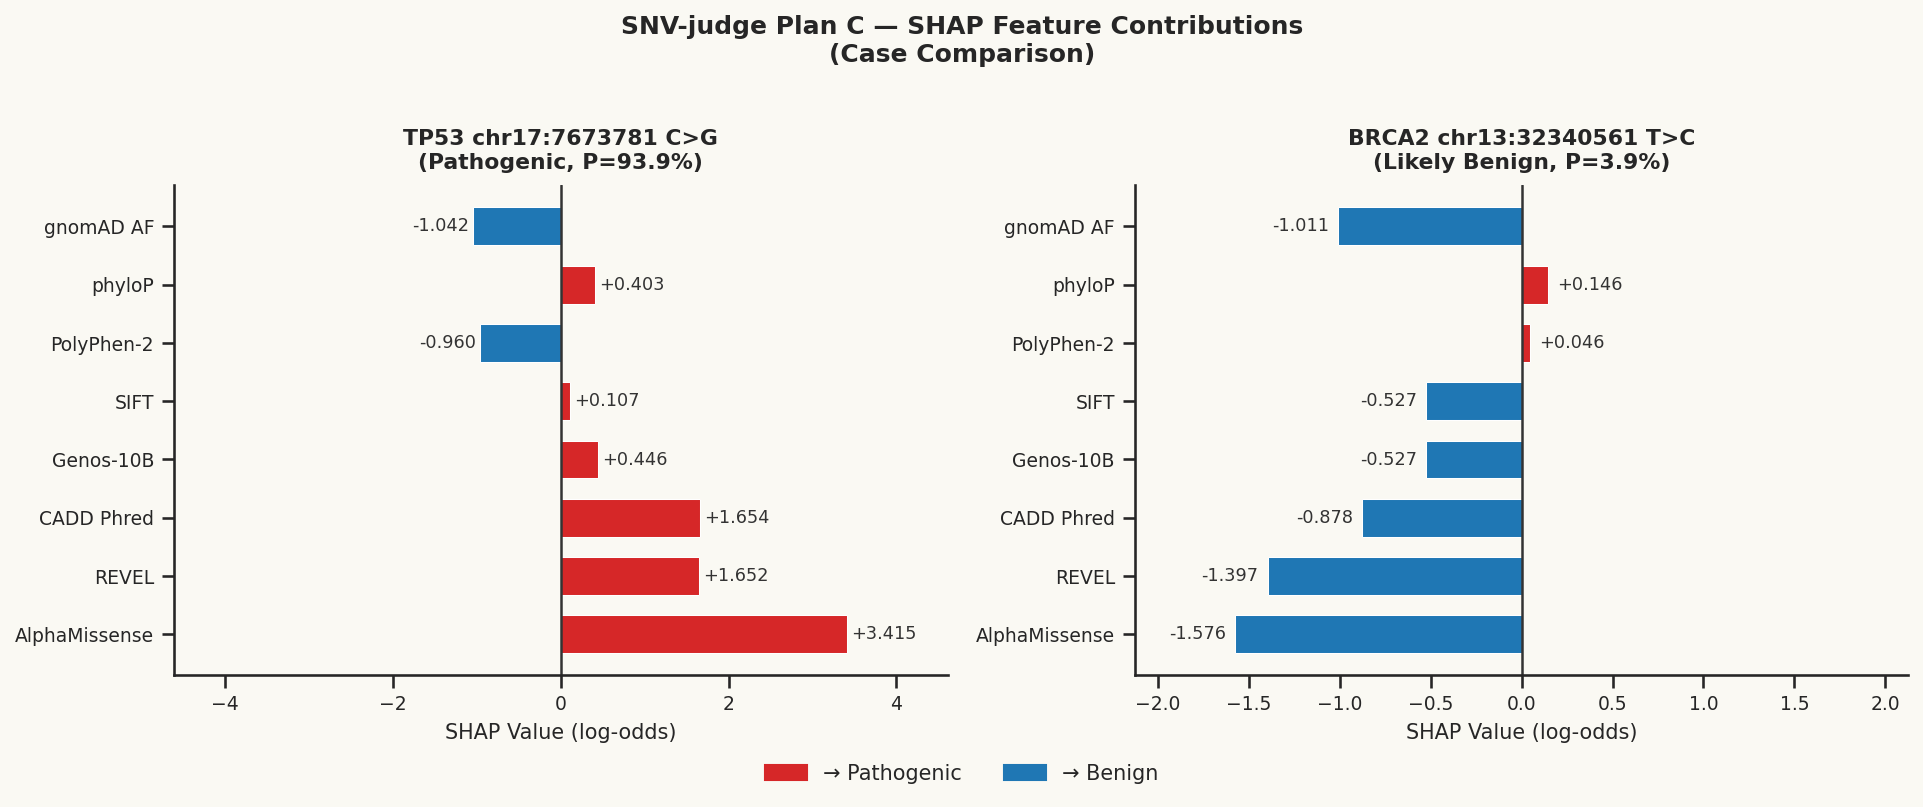 SNV-judge Plan C — SHAP Feature Contributions
(Case Comparison)
TP53 chr17:7673781 C>G
(Pathogenic, P=93.9%)
gnomAD AF
-1.042
phyloP
+0.403
PolyPhen-2
-0.960
SIFT
+0.107
Genos-10B
+0.446
CADD Phred
+1.654
REVEL
+1.652
AlphaMissense
+3.415
−4
−2
0
2
4
SHAP Value (log-odds)
BRCA2 chr13:32340561 T>C
(Likely Benign, P=3.9%)
gnomAD AF
-1.011
phyloP
+0.146
PolyPhen-2
+0.046
SIFT
-0.527
Genos-10B
-0.527
CADD Phred
-0.878
REVEL
-1.397
AlphaMissense
-1.576
−2.0
−1.5
−1.0
−0.5
0.0
0.5
1.0
1.5
2.0
SHAP Value (log-odds)
→ Pathogenic
→ Benign